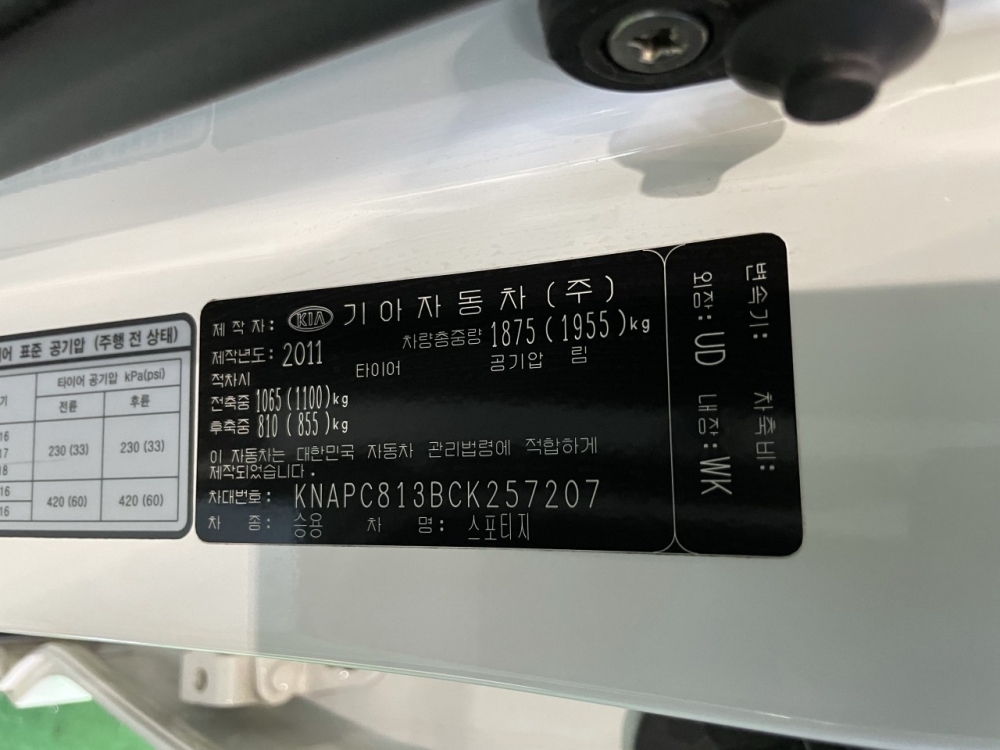 어 표준 공기압 (주행 전 상태)
타이어 공기압 kPa(psi)
전륜 후륜
16
17 230 (33) 230 (33)
18
16 420 (60) 420 (60)
16
제 작 자: KIA 기아자동차(주)
제작년도: 2011 차량총중량 1875(1955)kg
적차시 타이어 공기압 림
전축중 1065(1100)kg
후축중 810 ( 855)kg
이 자동차는 대한민국 자동차 관리법령에 적합하게
제작되었습니다.
차대번호: KNAPC813BCK257207
차 종: 승용 차 명: 스포티지
변속기: 차축비:
외장: UD 내장: WK